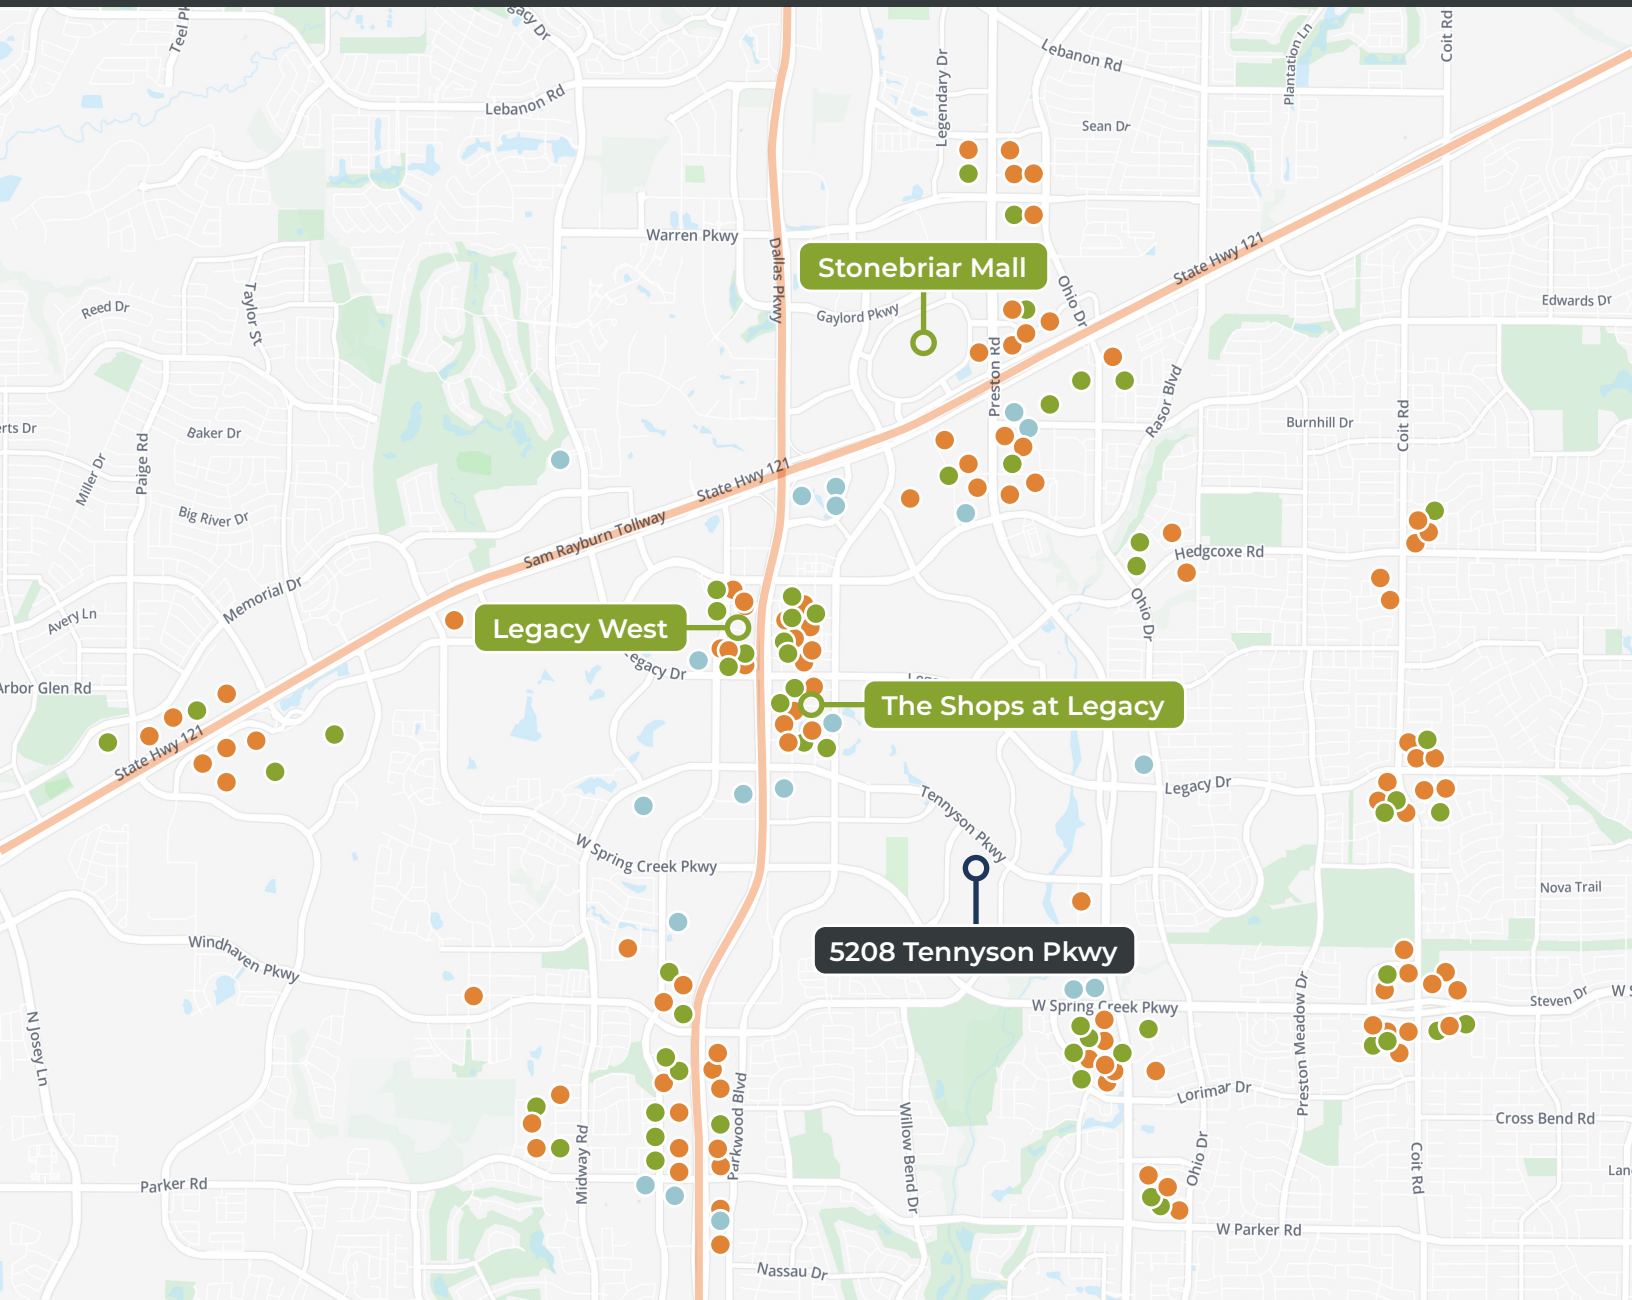 Teel
gacy Dr
Coit Rd
Lebanon Rd
Plantation Ln
Legendary Dr
Lebanon Rd
Sean Dr
Warren Pkwy
Dallas Pkwy
State Hwy 121
Stonebriar Mall
Ohio Dr
Reed Dr
Taylor St
Gaylord Pkwy
Edwards Dr
Preston Rd
Rasor Blvd
Coit Rd
Burnhill Dr
erts Dr
Baker Dr
Paige Rd
Miller Dr
State Hwy 121
Big River Dr
Sam Rayburn Tollway
Hedgcoxe Rd
Memorial Dr
Avery Ln
Ohio Dr
Legacy West
Legacy Dr
Arbor Glen Rd
The Shops at Legacy
State Hwy 121
Legacy Dr
Tennyson Pkwy
W Spring Creek Pkwy
Nova Trail
5208 Tennyson Pkwy
Windhaven Pkwy
W Spring Creek Pkwy
Steven Dr
W S
N Josey Ln
Preston Meadow Dr
Parkwood Blvd
Lorimar Dr
Willow Bend Dr
Cross Bend Rd
Midway Rd
Ohio Dr
Coit Rd
Parker Rd
Lan
W Parker Rd
Nassau Dr